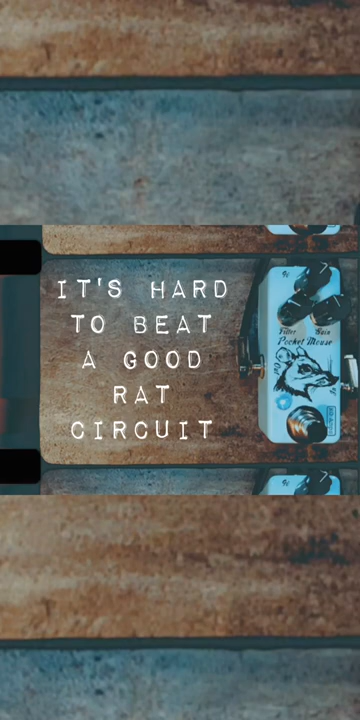 IT'S HARD
TO BEAT
A GOOD
RAT
CIRCUIT
Filter Gain
Pocket Mouse